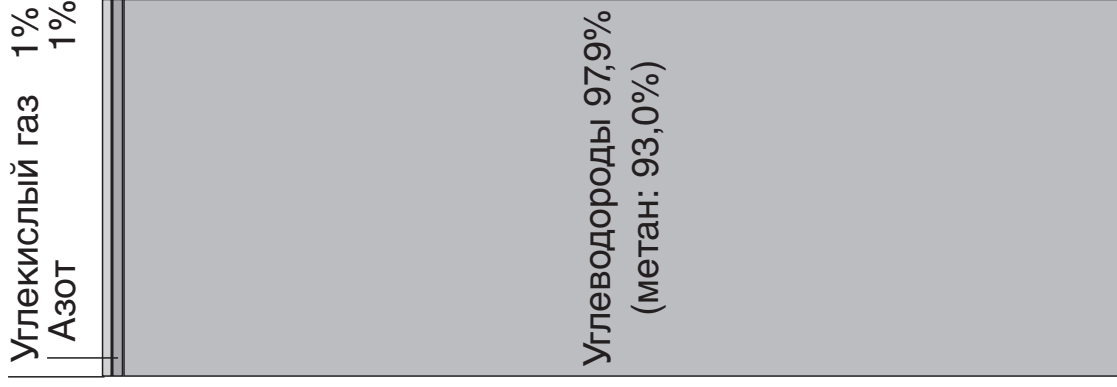 Углекислый газ 1%
Азот 1%
Углеводороды 97,9%
(метан: 93,0%)